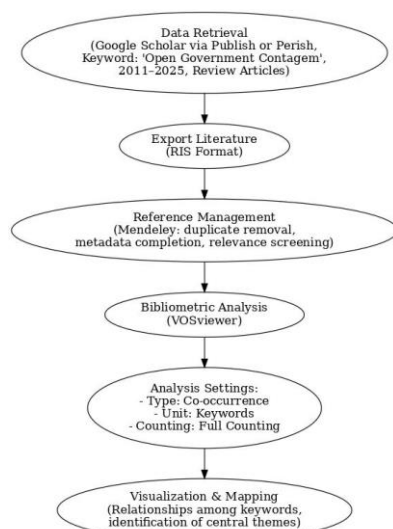 Data Retrieval
(Google Scholar via Publish or Perish,
Keyword: 'Open Government Contagem',
2011–2025, Review Articles)
Export Literature
(RIS Format)
Reference Management
(Mendeley: duplicate removal,
metadata completion, relevance screening)
Bibliometric Analysis
(VOSviewer)
Analysis Settings:
- Type: Co-occurrence
- Unit: Keywords
- Counting: Full Counting
Visualization & Mapping
(Relationships among keywords,
identification of central themes)